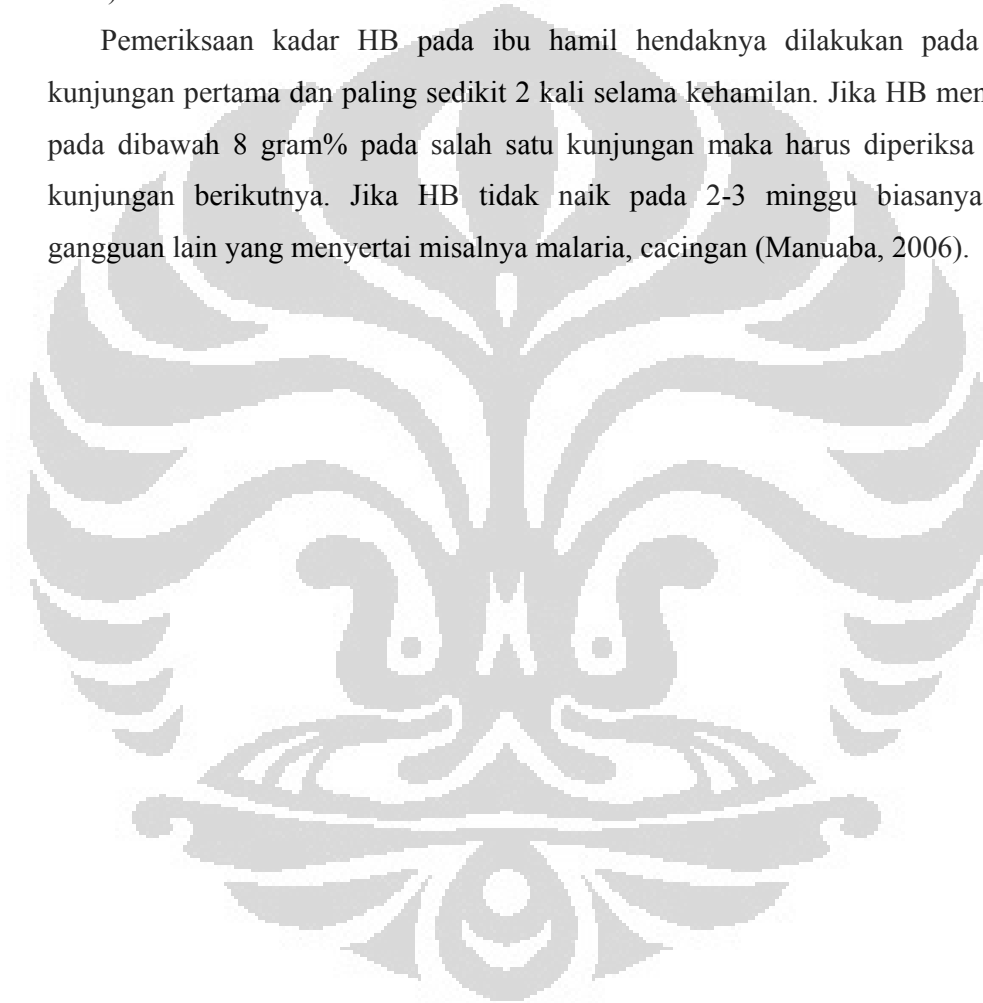 Pemeriksaan kadar HB pada ibu hamil hendaknya dilakukan pada
kunjungan pertama dan paling sedikit 2 kali selama kehamilan. Jika HB men
pada dibawah 8 gram% pada salah satu kunjungan maka harus diperiksa
kunjungan berikutnya. Jika HB tidak naik pada 2-3 minggu biasanya
gangguan lain yang menyertai misalnya malaria, cacingan (Manuaba, 2006).